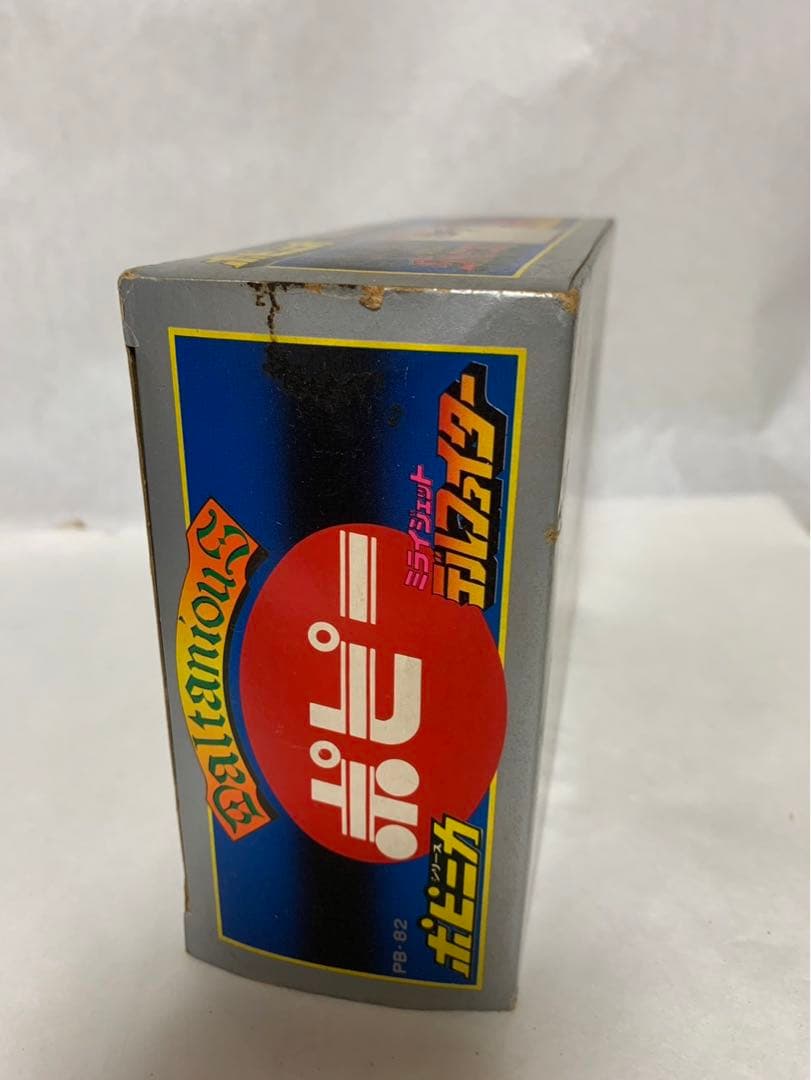 Daltanious
ポピー
ミライジェット
デルファイター
PB-82
ポピニカ
シリーズ